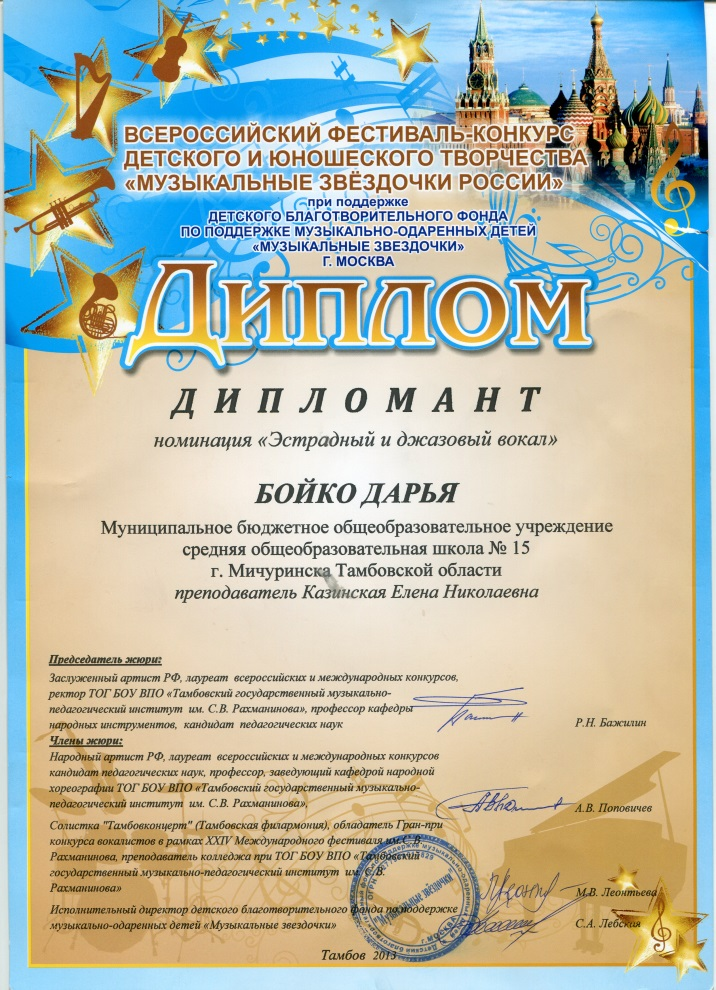 ВСЕРОССИЙСКИЙ ФЕСТИВАЛЬ-КОНКУРС
ДЕТСКОГО И ЮНОШЕСКОГО ТВОРЧЕСТВА
«МУЗЫКАЛЬНЫЕ ЗВЁЗДОЧКИ РОССИИ»
при поддержке
ДЕТСКОГО БЛАГОТВОРИТЕЛЬНОГО ФОНДА
ПО ПОДДЕРЖКЕ МУЗЫКАЛЬНО-ОДАРЕННЫХ ДЕТЕЙ
«МУЗЫКАЛЬНЫЕ ЗВЕЗДОЧКИ»
Г. МОСКВА
ДИПЛОМ
ДИПЛОМАНТ
номинация «Эстрадный и джазовый вокал»
БОЙКО ДАРЬЯ
Муниципальное бюджетное общеобразовательное учреждение
средняя общеобразовательная школа № 15
г. Мичуринска Тамбовской области
преподаватель Казинская Елена Николаевна
Председатель жюри:
Заслуженный артист РФ, лауреат всероссийских и международных конкурсов,
ректор ТОГ БОУ ВПО «Тамбовский государственный музыкально-
педагогический институт им. С.В. Рахманинова», профессор кафедры
народных инструментов, кандидат педагогических наук Р.Н. Бажилин
Члены жюри:
Народный артист РФ, лауреат всероссийских и международных конкурсов
кандидат педагогических наук, профессор, заведующий кафедрой народной
хореографии ТОГ БОУ ВПО «Тамбовский государственный музыкально-
педагогический институт им. С.В. Рахманинова», А.В. Поповичев
Солистка "Тамбовконцерт" (Тамбовская филармония), обладатель Гран-при
конкурса вокалистов в рамках XXIV Международного фестиваля им.С.В.
Рахманинова, преподаватель колледжа при ТОГ БОУ ВПО «Тамбовский
государственный музыкально-педагогический институт им. С.В.
Рахманинова» М.В. Леонтьева
Исполнительный директор детского благотворительного фонда по поддержке
музыкально-одаренных детей «Музыкальные звездочки» С.А. Лебская
«МУЗЫКАЛЬНЫЕ ЗВЁЗДОЧКИ»
Тамбов 2013